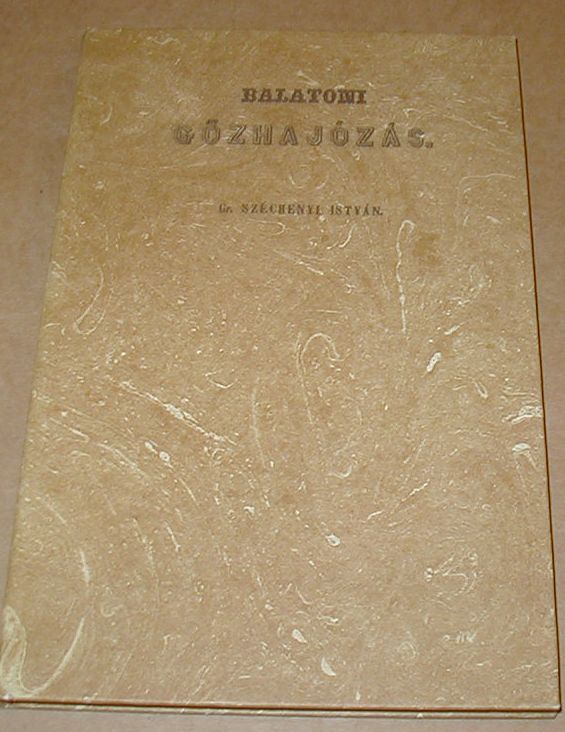 BALATONI
GŐZHAJÓZÁS.
Gr. SZÉCHENYI ISTVÁN.